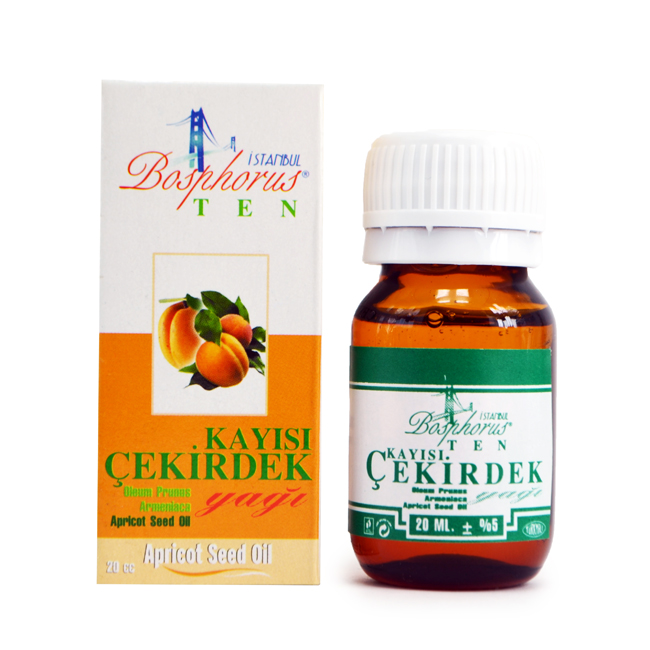 İSTANBUL
Bosphorus®
TEN
KAYISI
ÇEKİRDEK
yağı
Oleum Prunus
Armeniaca
Apricot Seed Oil
Apricot Seed Oil
20 cc
İSTANBUL
Bosphorus®
TEN
KAYISI
ÇEKİRDEK
yağı
Oleum Prunus
Armeniaca
Apricot Seed Oil
20 ML. ± %5